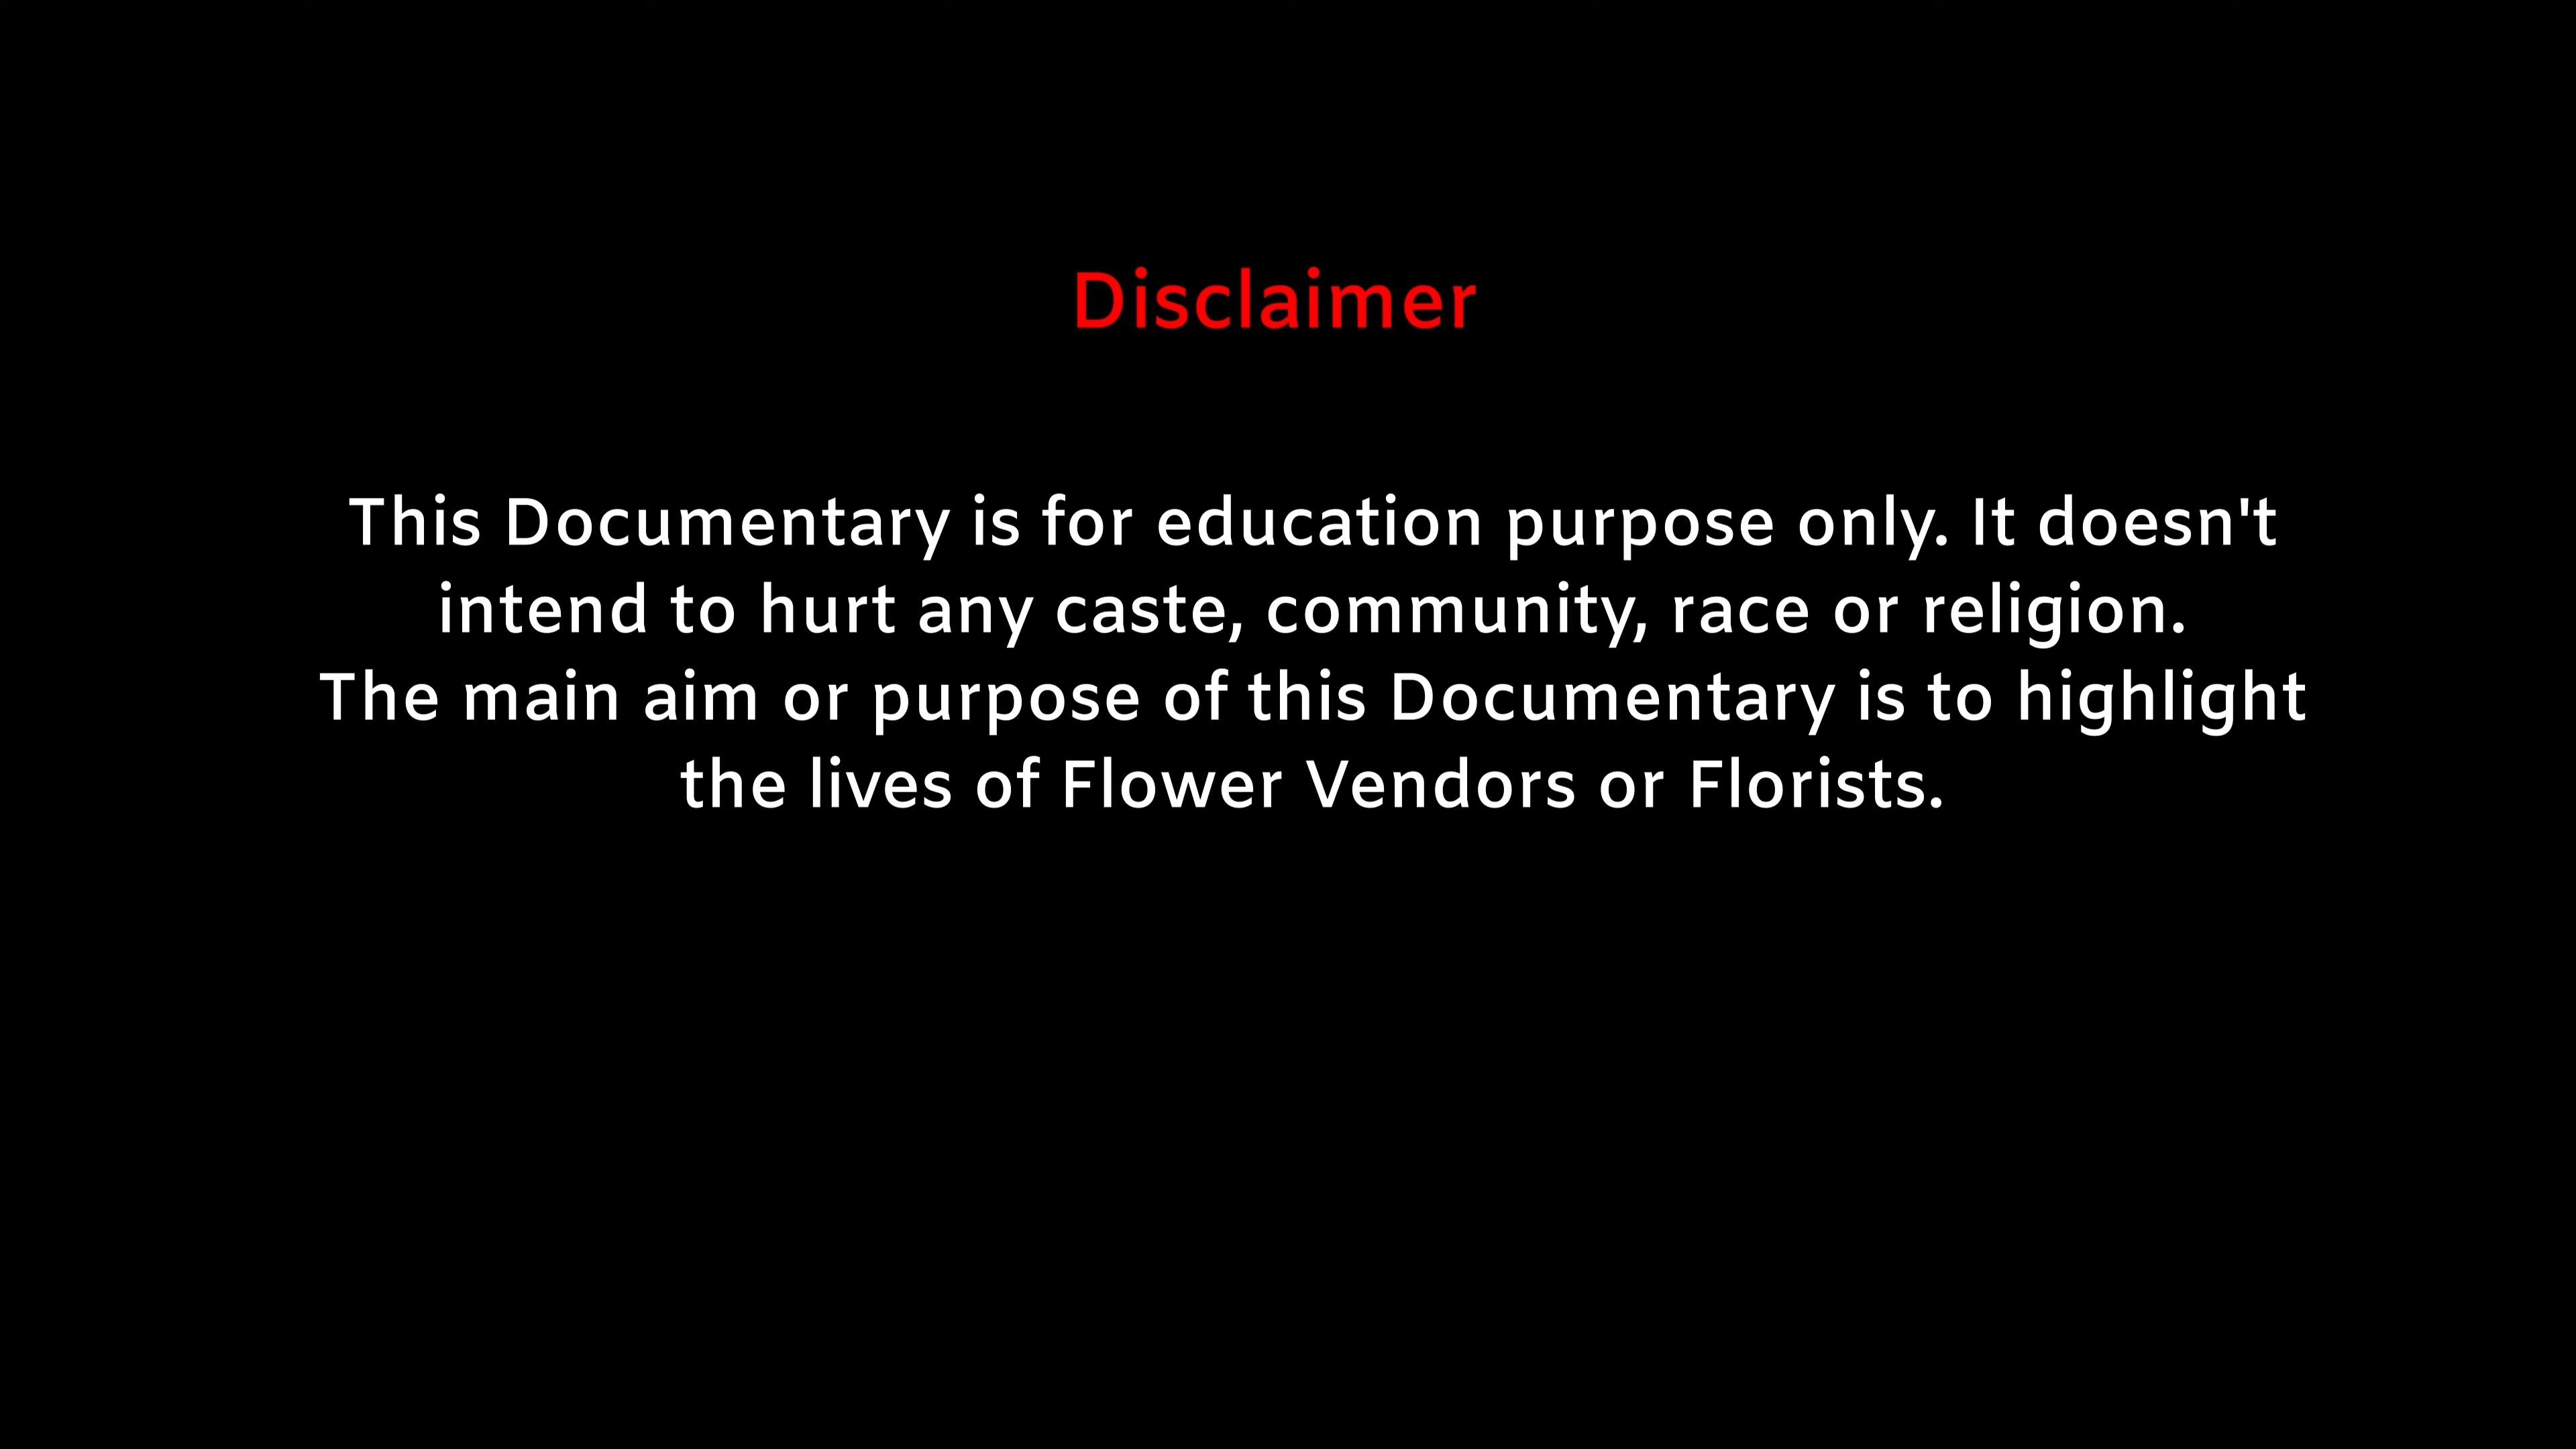 Disclaimer
This Documentary is for education purpose only. It doesn't
intend to hurt any caste, community, race or religion.
The main aim or purpose of this Documentary is to highlight
the lives of Flower Vendors or Florists.